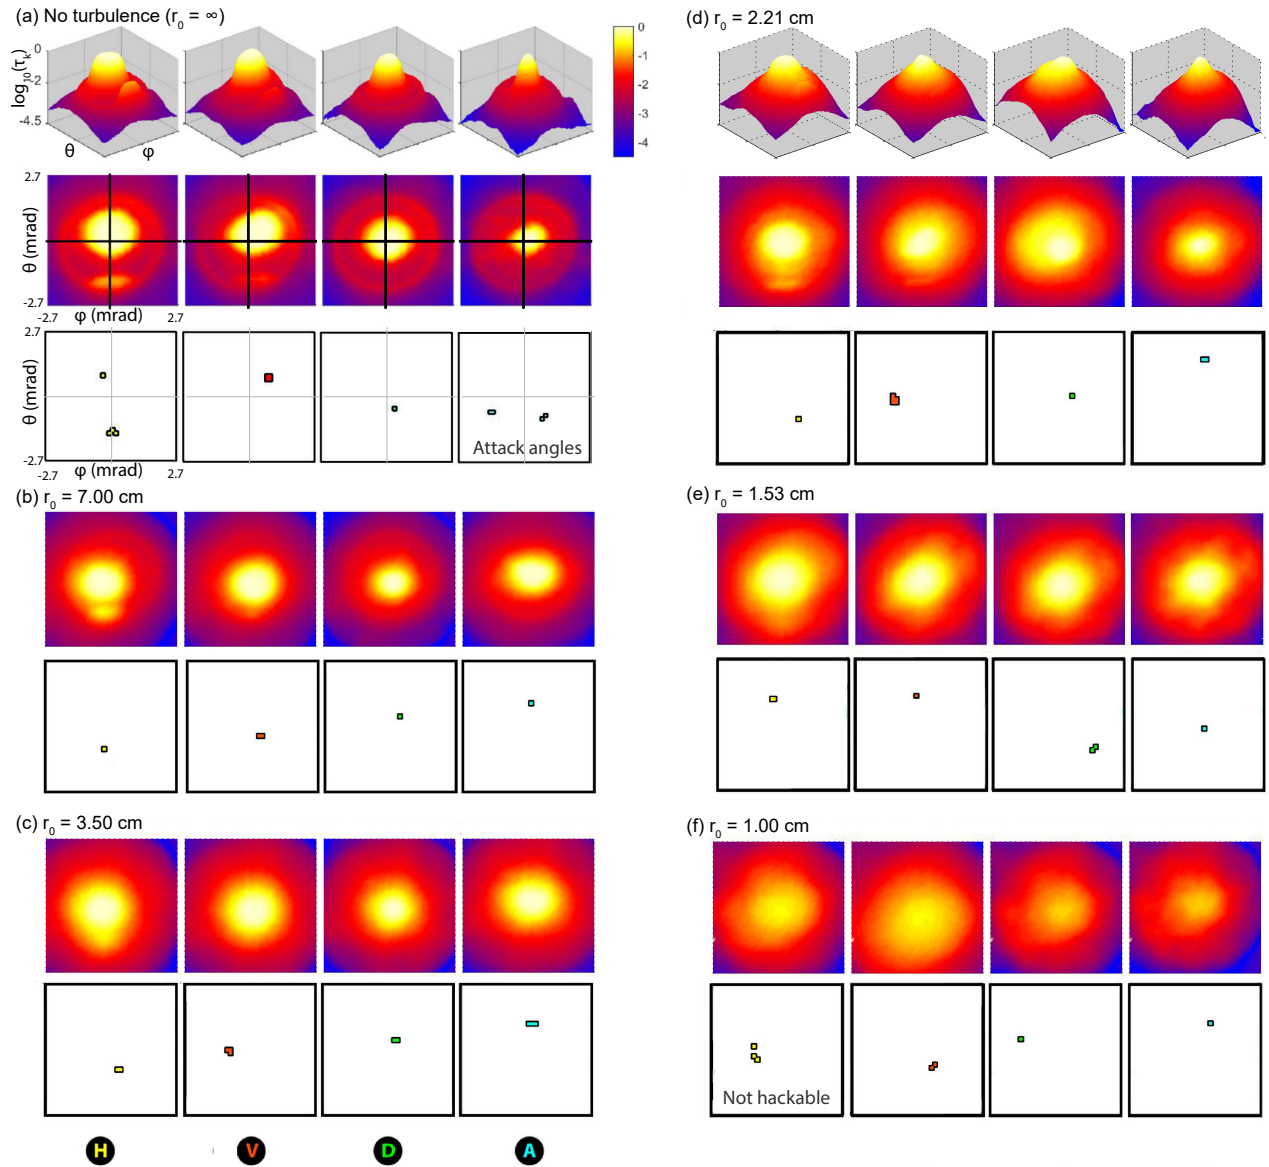 (a) No turbulence (r0 = ∞)
log10(τk)
0
-2
-4.5
θ
φ
0
-1
-2
-3
-4
2.7
θ (mrad)
-2.7
-2.7
φ (mrad)
2.7
2.7
θ (mrad)
-2.7
Attack angles
-2.7
φ (mrad)
2.7
(b) r0 = 7.00 cm
(c) r0 = 3.50 cm
H
V
D
A
(d) r0 = 2.21 cm
(e) r0 = 1.53 cm
(f) r0 = 1.00 cm
Not hackable